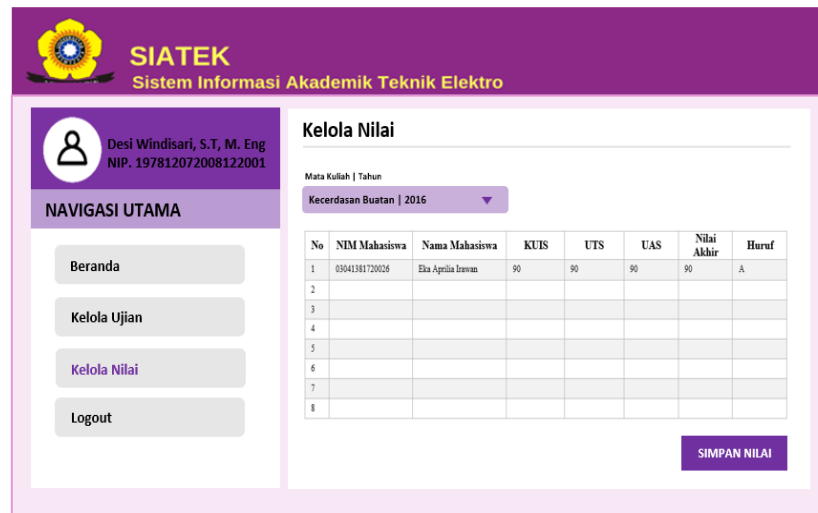 SIATEK
Sistem Informasi Akademik Teknik Elektro
Desi Windisari, S.T, M. Eng
NIP. 197812072008122001
NAVIGASI UTAMA
Beranda
Kelola Ujian
Kelola Nilai
Logout
Kelola Nilai
Mata Kuliah | Tahun
Kecerdasan Buatan | 2016
No NIM Mahasiswa Nama Mahasiswa KUIS UTS UAS Nilai Akhir Huruf
1 03041381720026 Eka Aprilia Irawan 90 90 90 90 A
2
3
4
5
6
7
8
SIMPAN NILAI